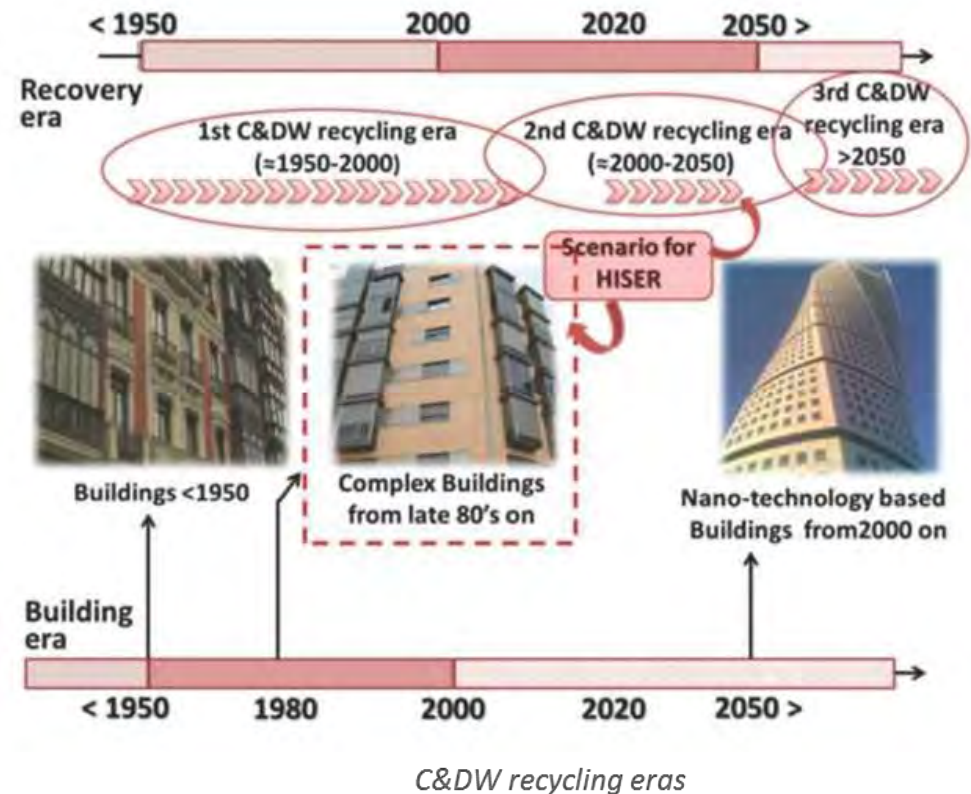 < 1950 2000 2020 2050 >
Recovery
era
1st C&DW recycling era
(≈1950-2000)
2nd C&DW recycling era
(≈2000-2050)
3rd C&DW
recycling era
>2050
Scenario for
HISER
Buildings <1950
Complex Buildings
from late 80's on
Nano-technology based
Buildings from2000 on
Building
era
< 1950 1980 2000 2020 2050 >
C&DW recycling eras